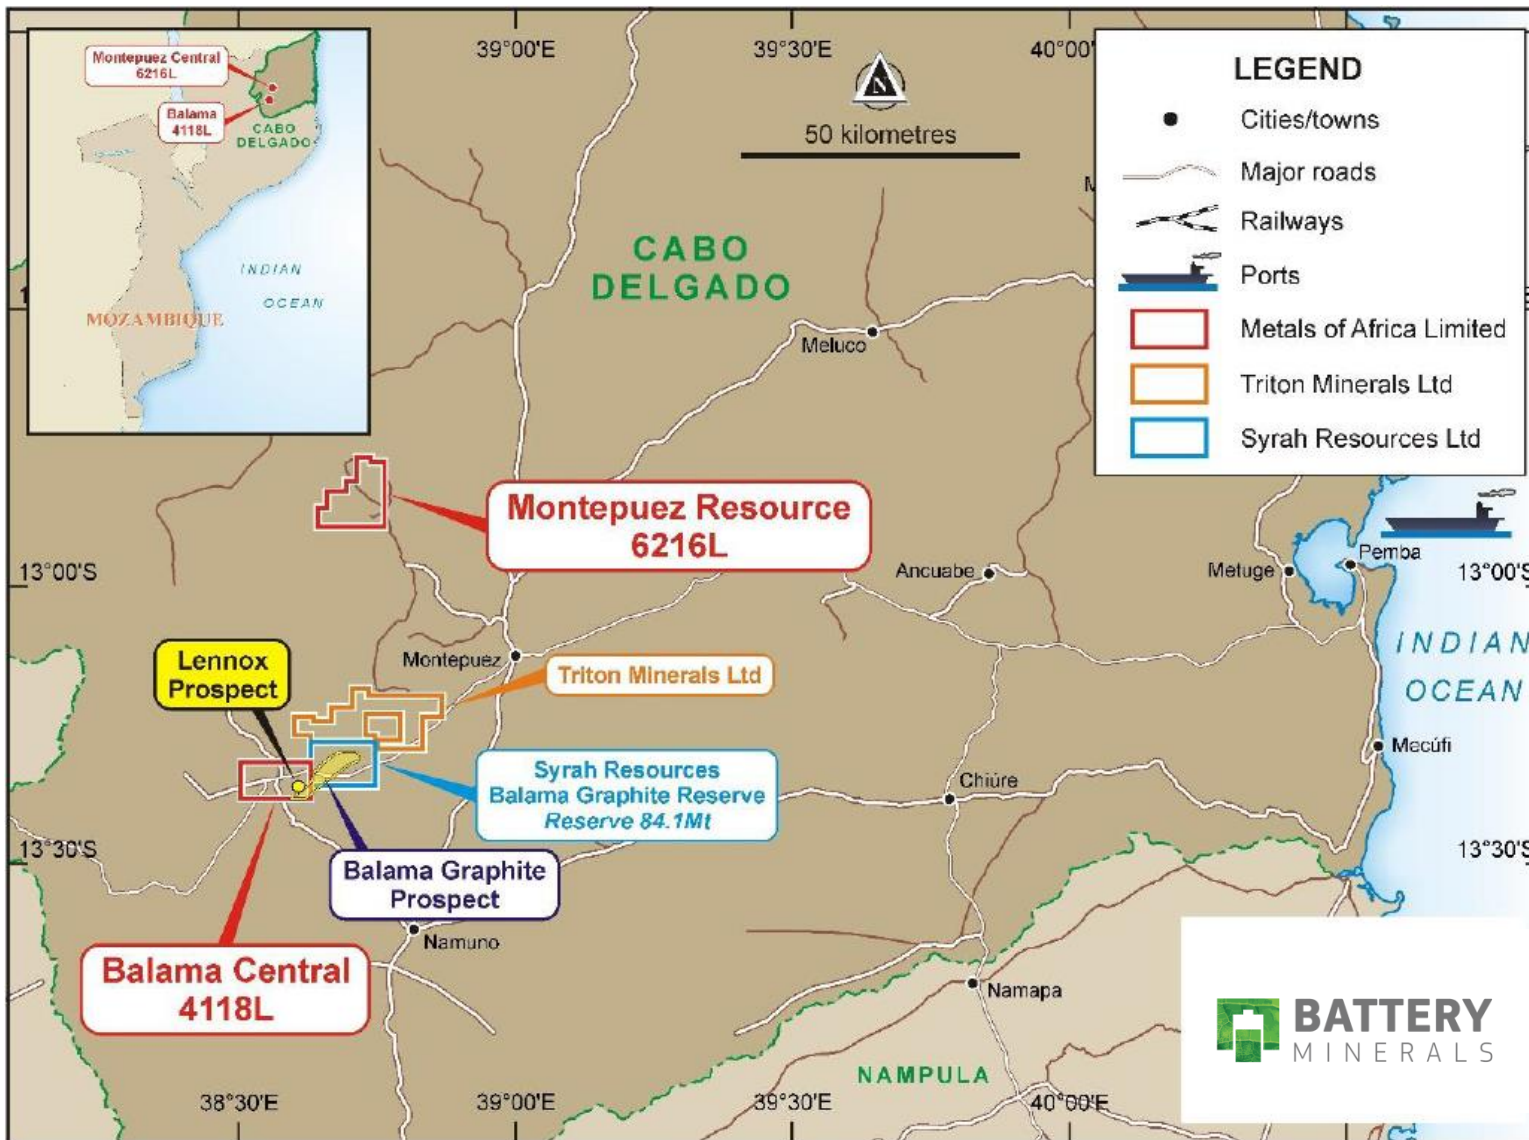 39°00'E
39°30'E
40°00'
N
50 kilometres
Montepuez Central
6216L
Balama
4118L
CABO
DELGADO
INDIAN
OCEAN
MOZAMBIQUE
LEGEND
Cities/towns
Major roads
Railways
Ports
Metals of Africa Limited
Triton Minerals Ltd
Syrah Resources Ltd
M
CABO
DELGADO
Meluco
Montepuez Resource
6216L
13°00'S
Ancuabe
Metuge
Pemba
13°00'S
INDIAN
OCEAN
Lennox
Prospect
Montepuez
Triton Minerals Ltd
Mecúfi
Syrah Resources
Balama Graphite Reserve
Reserve 84.1Mt
Chiúre
13°30'S
13°30'S
Balama Graphite
Prospect
Namuno
Balama Central
4118L
Namapa
NAMPULA
BATTERY
MINERALS
38°30'E
39°00'E
39°30'E
40°00'E